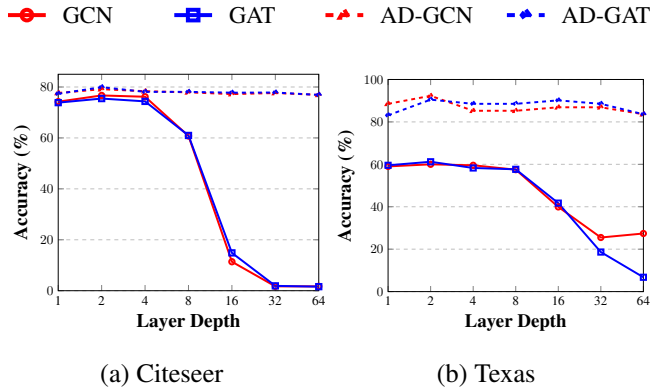 GCN GAT AD-GCN AD-GAT
Accuracy (%)
80
60
40
20
0
1 2 4 8 16 32 64
Layer Depth
(a) Citeseer
Accuracy (%)
100
80
60
40
20
0
1 2 4 8 16 32 64
Layer Depth
(b) Texas